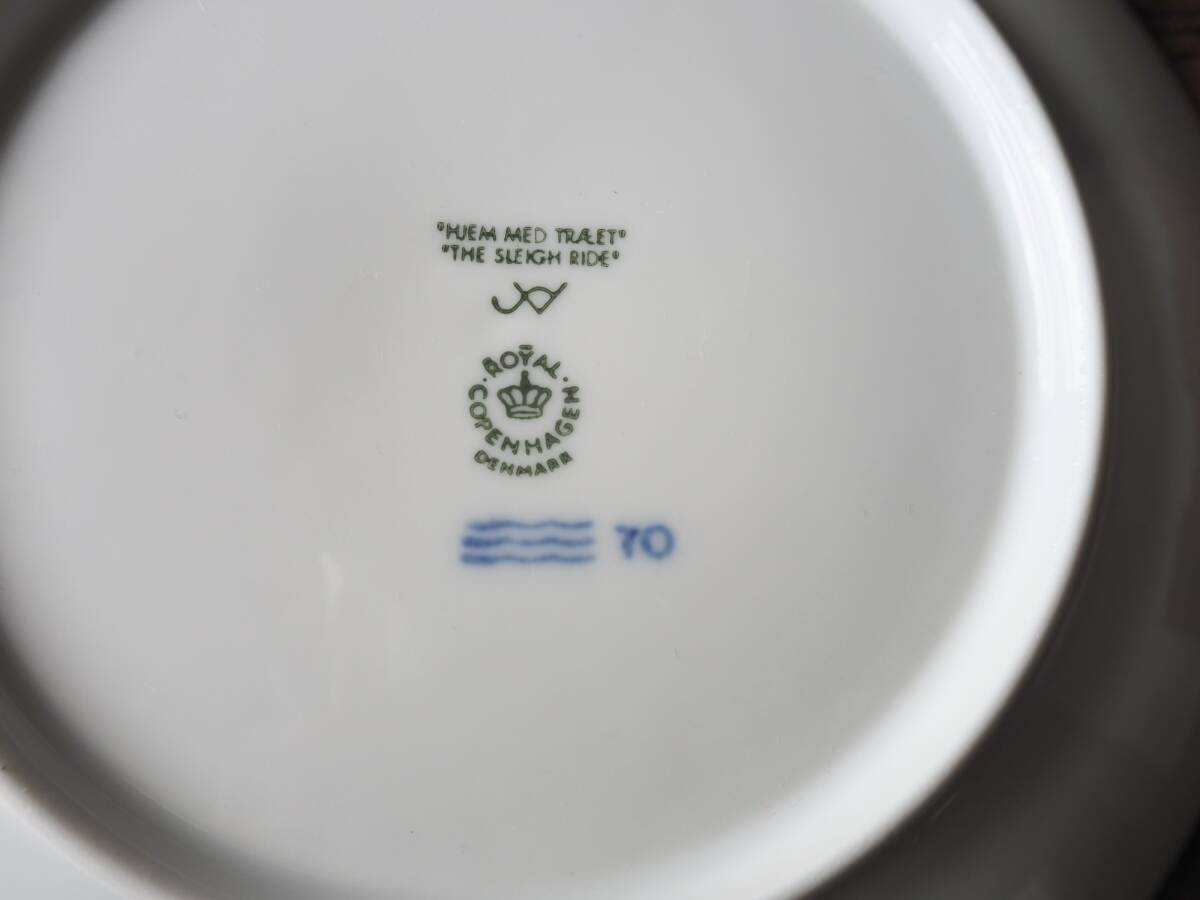 "HJEM MED TRÆET"
"THE SLEIGH RIDE"
ROYAL
COPENHAGEN
DENMARK
70